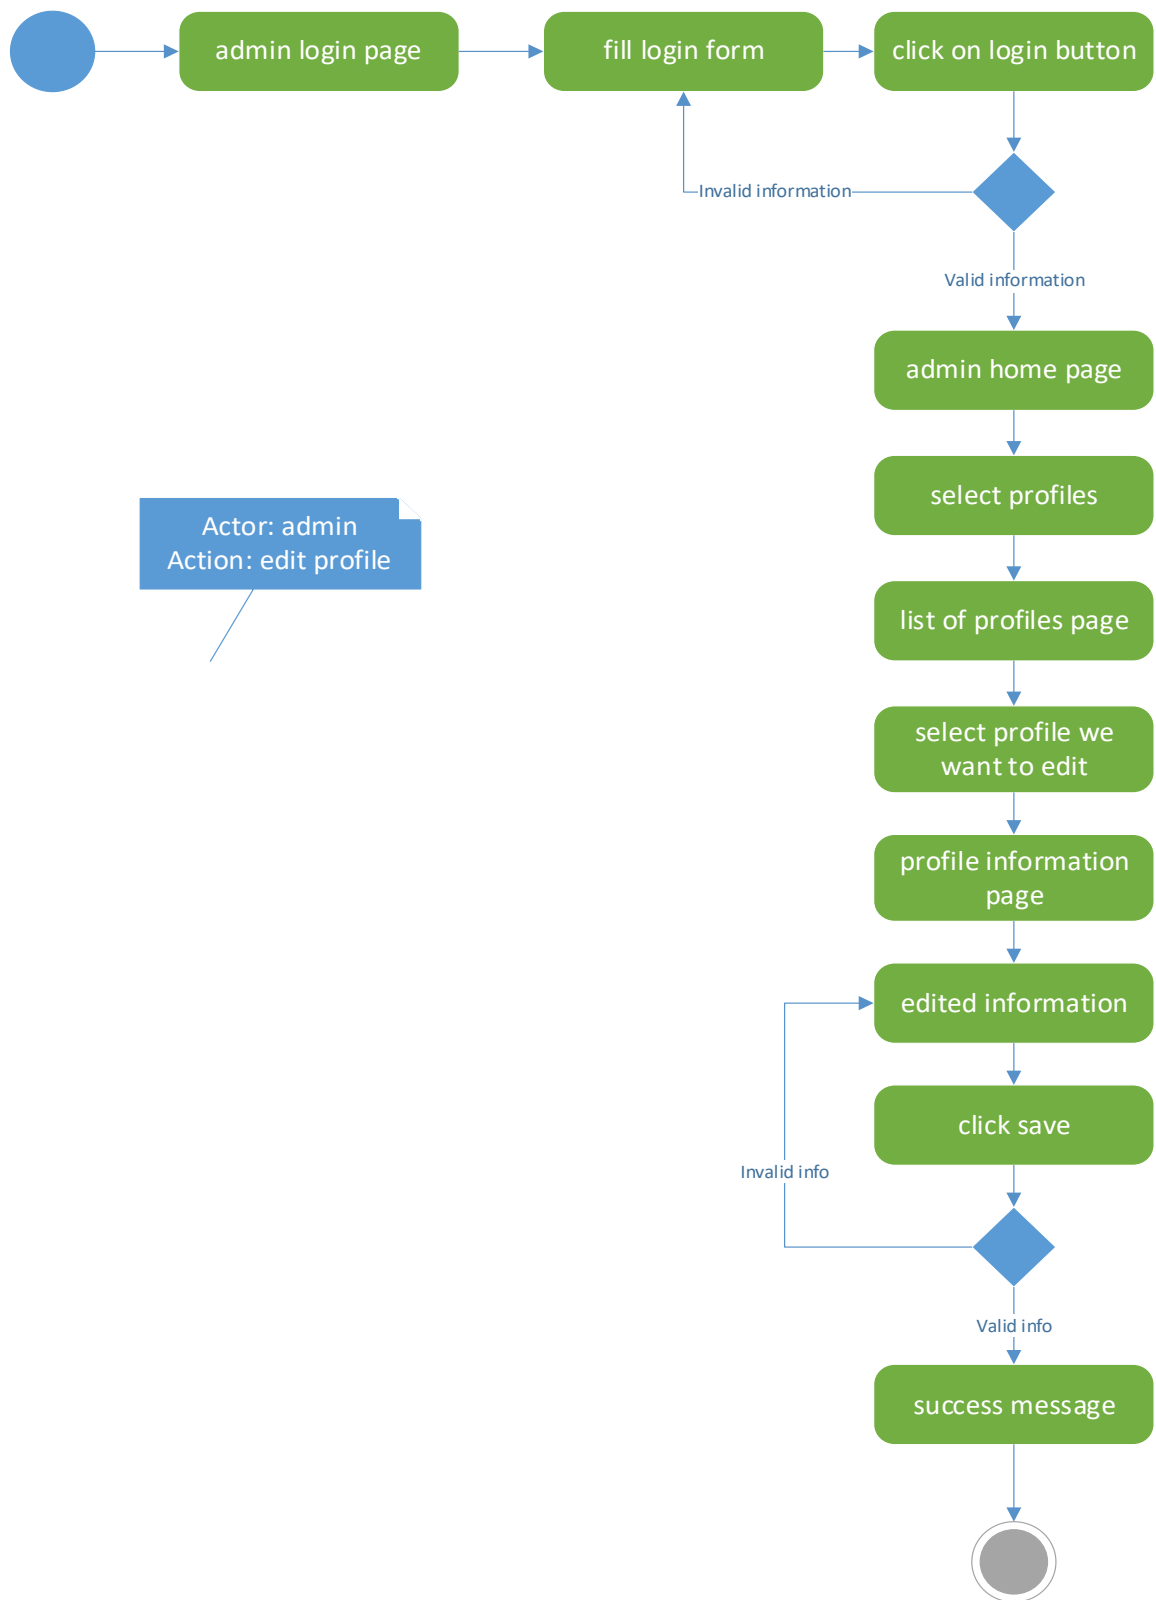 admin login page
fill login form
click on login button
Invalid information
Valid information
admin home page
select profiles
Actor: admin
Action: edit profile
list of profiles page
select profile we
want to edit
profile information
page
edited information
click save
Invalid info
Valid info
success message